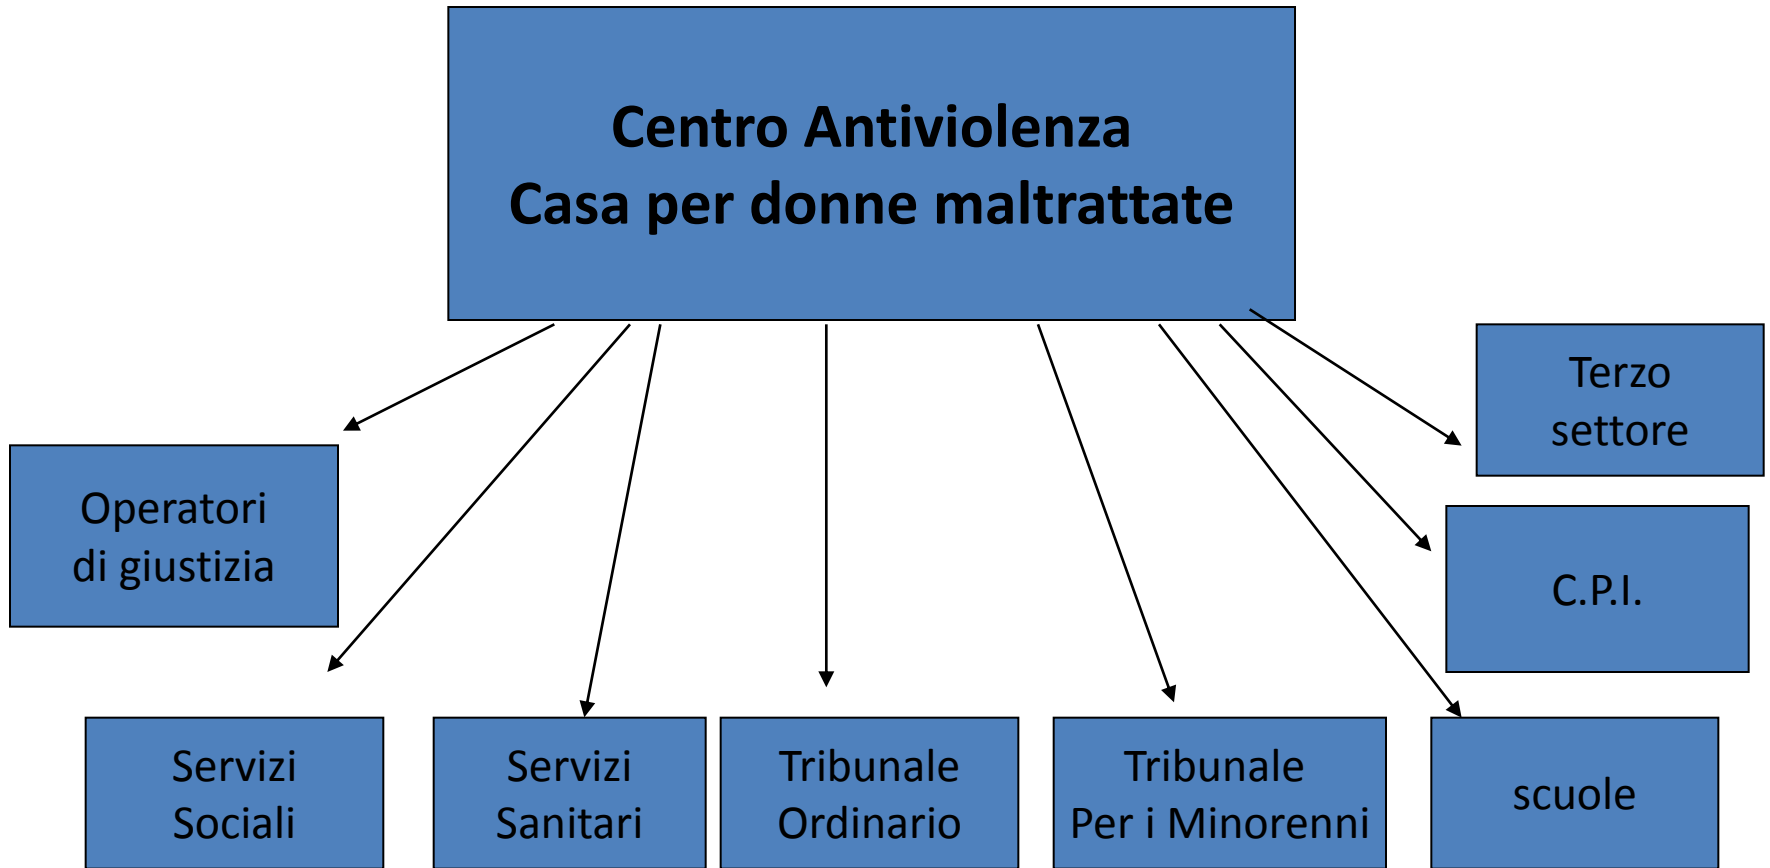 Centro Antiviolenza
Casa per donne maltrattate
Terzo
settore
Operatori
di giustizia
C.P.I.
Servizi
Sociali
Servizi
Sanitari
Tribunale
Ordinario
Tribunale
Per i Minorenni
scuole